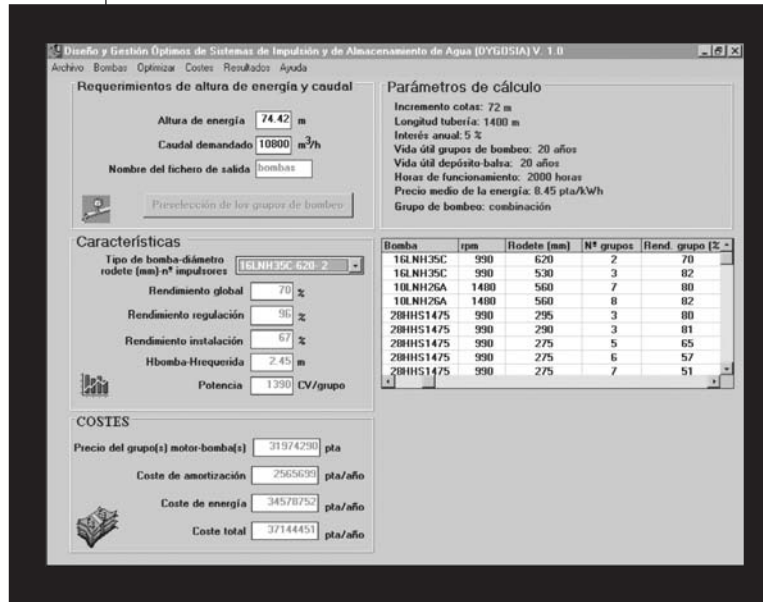 Diseño y Gestión Óptimos de Sistemas de Impulsión y de Almacenamiento de Agua (DYGOSIA) V. 1.0
Archivo Bombas Optimizar Costes Resultados Ayuda
Requerimientos de altura de energía y caudal
Altura de energía 74.42 m
Caudal demandado 10800 m³/h
Nombre del fichero de salida bombas
Preselección de los grupos de bombeo
Parámetros de cálculo
Incremento cotas: 72 m
Longitud tubería: 1400 m
Interés anual: 5 %
Vida útil grupos de bombeo: 20 años
Vida útil depósito-balsa: 20 años
Horas de funcionamiento: 2000 horas
Precio medio de la energía: 8.45 pta/kWh
Grupo de bombeo: combinación
Características
Tipo de bomba-diámetro rodete (mm)-nº impulsores 16LNH35C-620- 2
Rendimiento global 70 %
Rendimiento regulación 96 %
Rendimiento instalación 67 %
Hbomba-Hrequerida 2.45 m
Potencia 1390 CV/grupo
Bomba rpm Rodete (mm) Nº grupos Rend. grupo (%
16LNH35C 990 620 2 70
16LNH35C 990 530 3 82
10LNH26A 1480 560 7 80
10LNH26A 1480 560 8 82
28HHS1475 990 295 3 80
28HHS1475 990 290 3 81
28HHS1475 990 275 5 65
28HHS1475 990 275 6 57
28HHS1475 990 275 7 51
COSTES
Precio del grupo(s) motor-bomba(s) 31974290 pta
Coste de amortización 2565699 pta/año
Coste de energía 34578752 pta/año
Coste total 37144451 pta/año